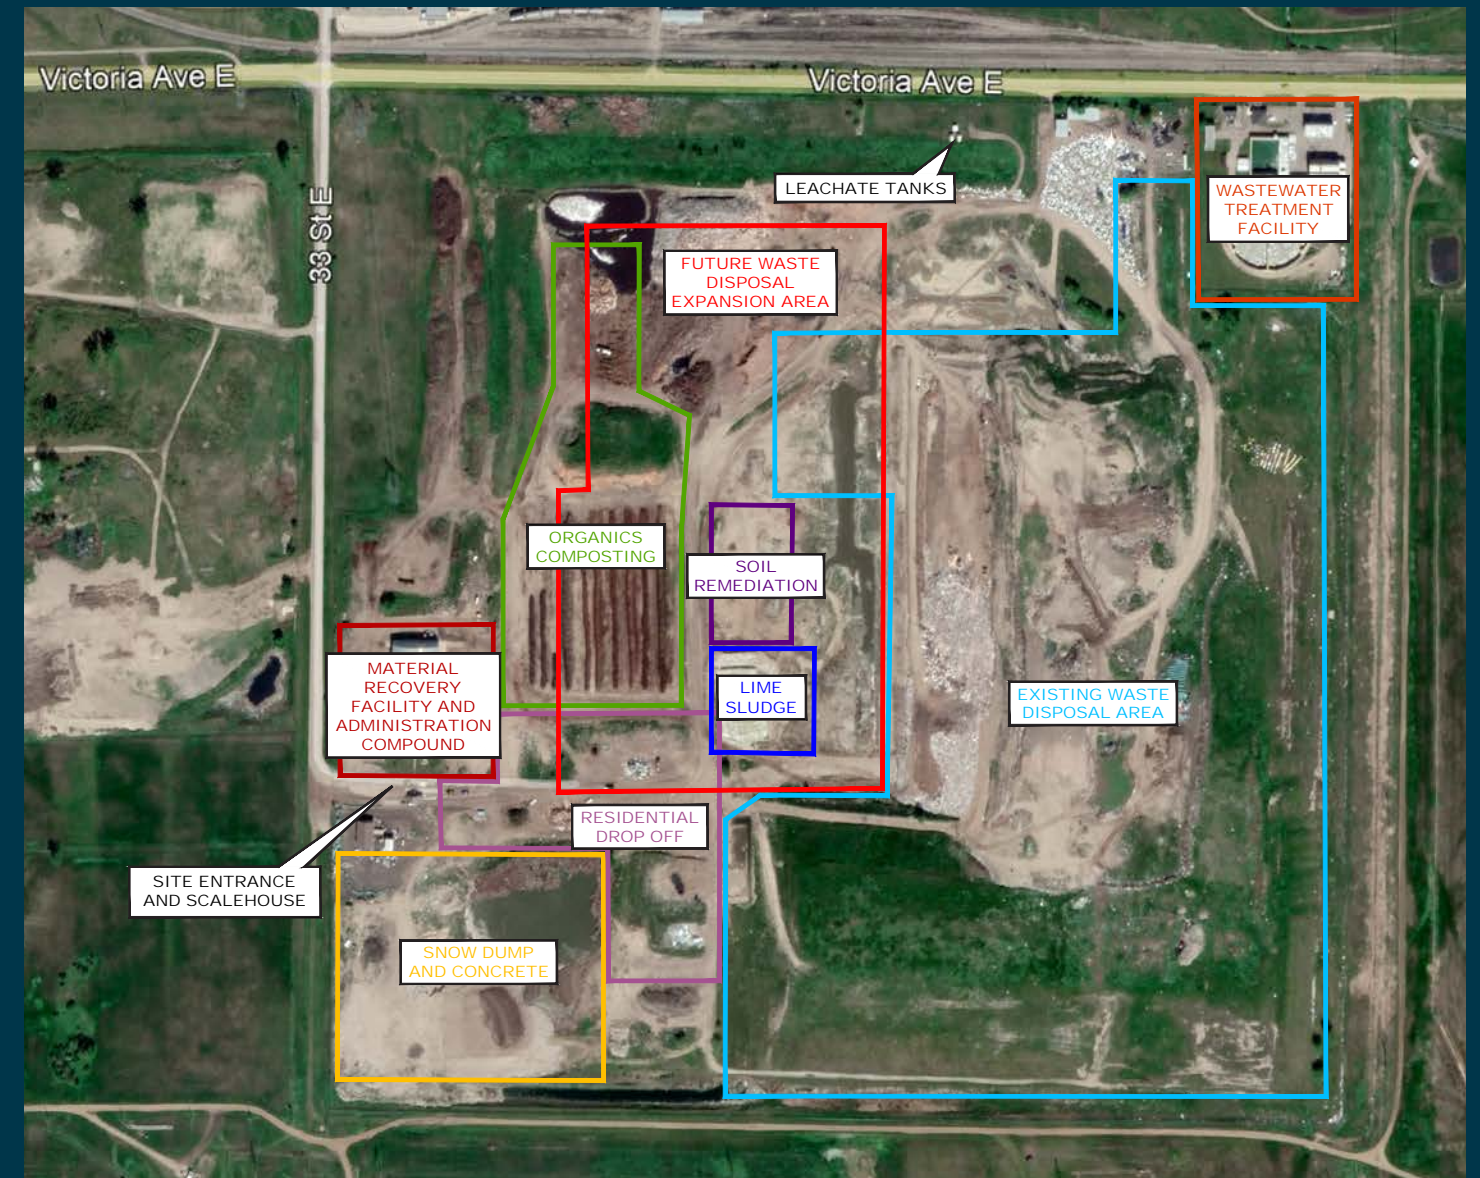 Victoria Ave E
Victoria Ave E
33 St E
LEACHATE TANKS
WASTEWATER
TREATMENT
FACILITY
FUTURE WASTE
DISPOSAL
EXPANSION AREA
ORGANICS
COMPOSTING
SOIL
REMEDIATION
MATERIAL
RECOVERY
FACILITY AND
ADMINISTRATION
COMPOUND
LIME
SLUDGE
EXISTING WASTE
DISPOSAL AREA
RESIDENTIAL
DROP OFF
SITE ENTRANCE
AND SCALEHOUSE
SNOW DUMP
AND CONCRETE